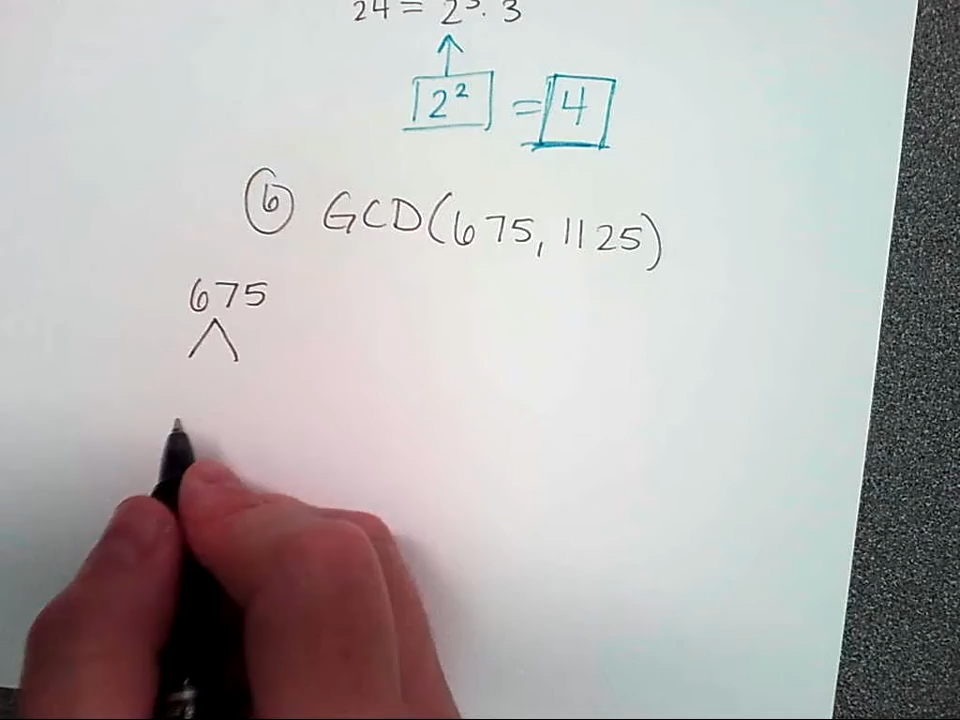 24 = 2³ · 3
2² = 4
6 GCD(675, 1125)
675